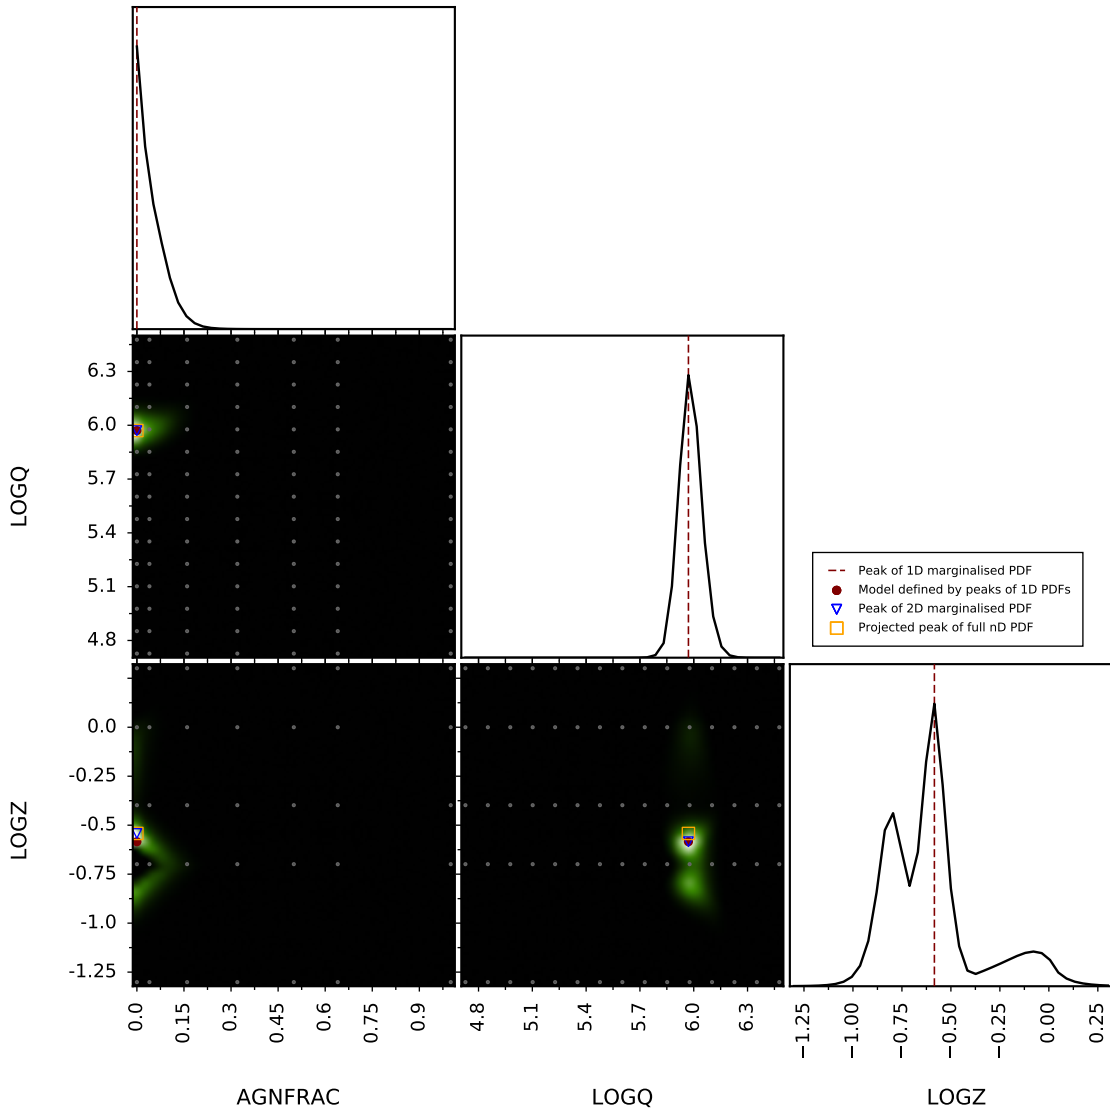 LOGQ
6.3
6.0
5.7
5.4
5.1
4.8
Peak of 1D marginalised PDF
Model defined by peaks of 1D PDFs
Peak of 2D marginalised PDF
Projected peak of full nD PDF
LOGZ
0.0
-0.25
-0.5
-0.75
-1.0
-1.25
0.0 0.15 0.3 0.45 0.6 0.75 0.9
4.8 5.1 5.4 5.7 6.0 6.3
−1.25 −1.00 −0.75 −0.50 −0.25 0.00 0.25
AGNFRAC LOGQ LOGZ